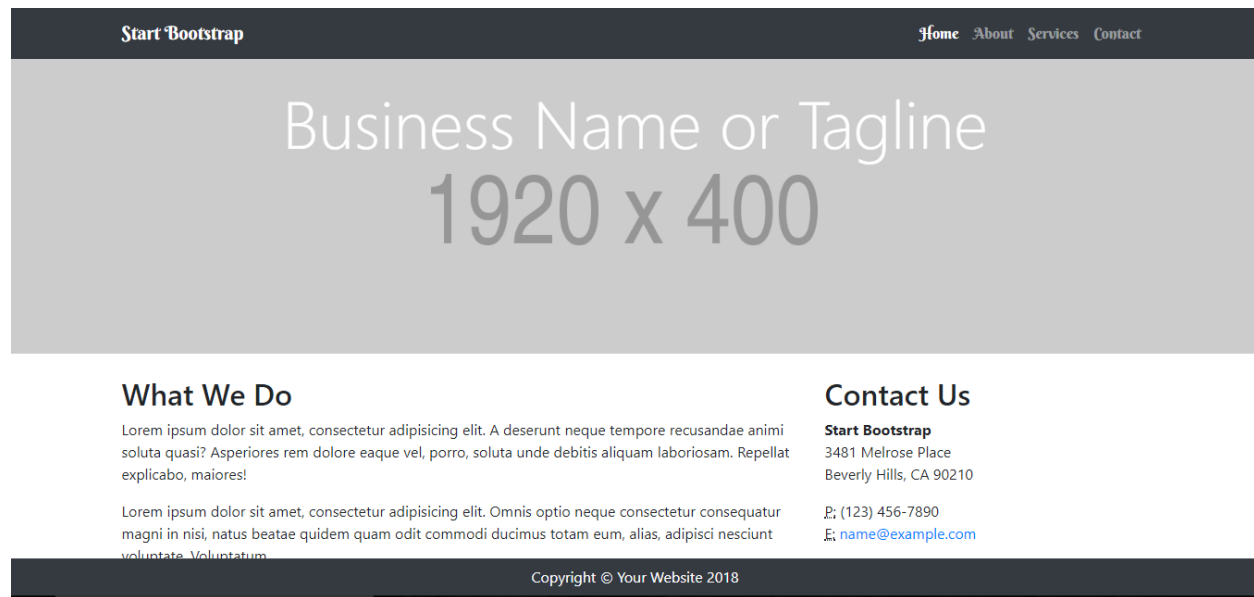 Start Bootstrap
Home About Services Contact
Business Name or Tagline
1920 x 400
What We Do
Lorem ipsum dolor sit amet, consectetur adipisicing elit. A deserunt neque tempore recusandae animi
soluta quasi? Asperiores rem dolore eaque vel, porro, soluta unde debitis aliquam laboriosam. Repellat
explicabo, maiores!
Lorem ipsum dolor sit amet, consectetur adipisicing elit. Omnis optio neque consectetur consequatur
magni in nisi, natus beatae quidem quam odit commodi ducimus totam eum, alias, adipisci nesciunt
voluptate. Voluptatum
Contact Us
Start Bootstrap
3481 Melrose Place
Beverly Hills, CA 90210
P: (123) 456-7890
E: name@example.com
Copyright © Your Website 2018